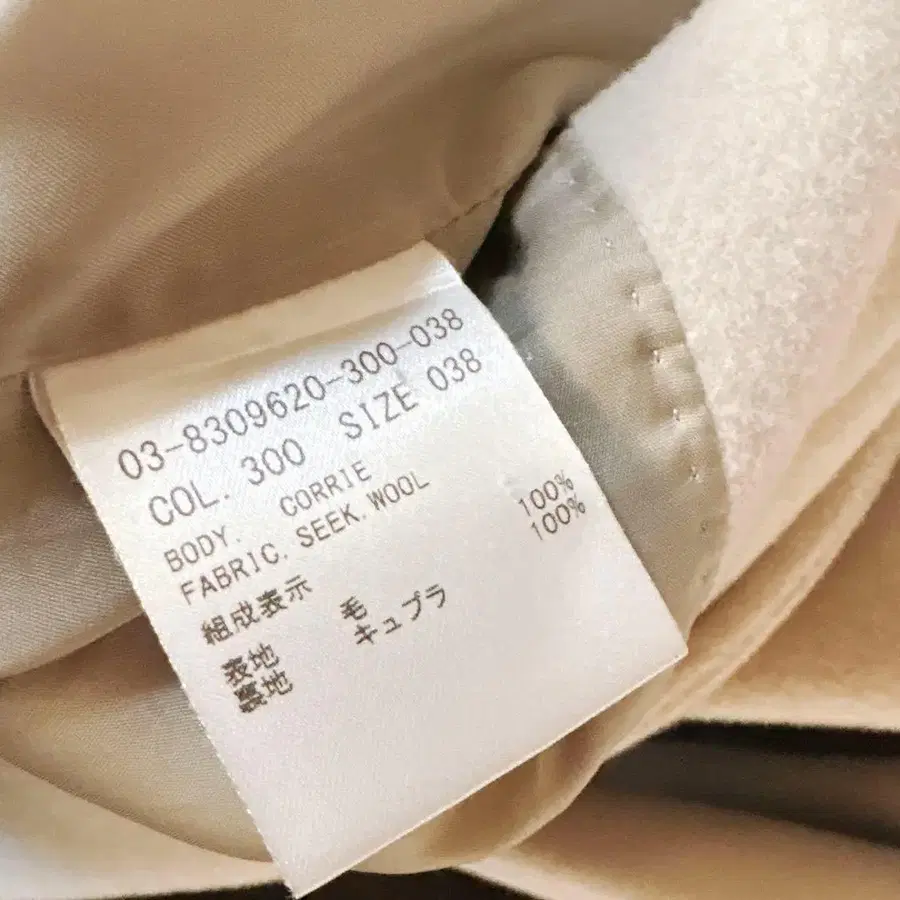 03-8309620-300-038
COL. 300 SIZE 038
BODY. CORRIE
FABRIC. SEEK. WOOL
組成表示
表地 毛 100%
裏地 キュプラ 100%